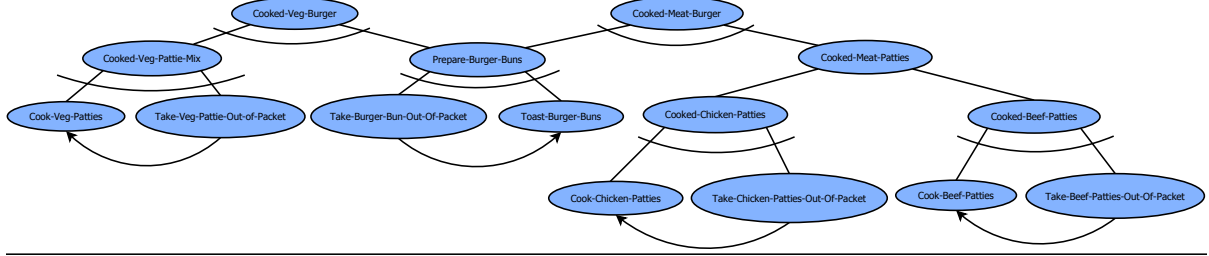 Cooked-Veg-Burger
Cooked-Meat-Burger
Cooked-Veg-Pattie-Mix
Prepare-Burger-Buns
Cooked-Meat-Patties
Cook-Veg-Patties
Take-Veg-Pattie-Out-of-Packet
Take-Burger-Bun-Out-Of-Packet
Toast-Burger-Buns
Cooked-Chicken-Patties
Cooked-Beef-Patties
Cook-Chicken-Patties
Take-Chicken-Patties-Out-Of-Packet
Cook-Beef-Patties
Take-Beef-Patties-Out-Of-Packet